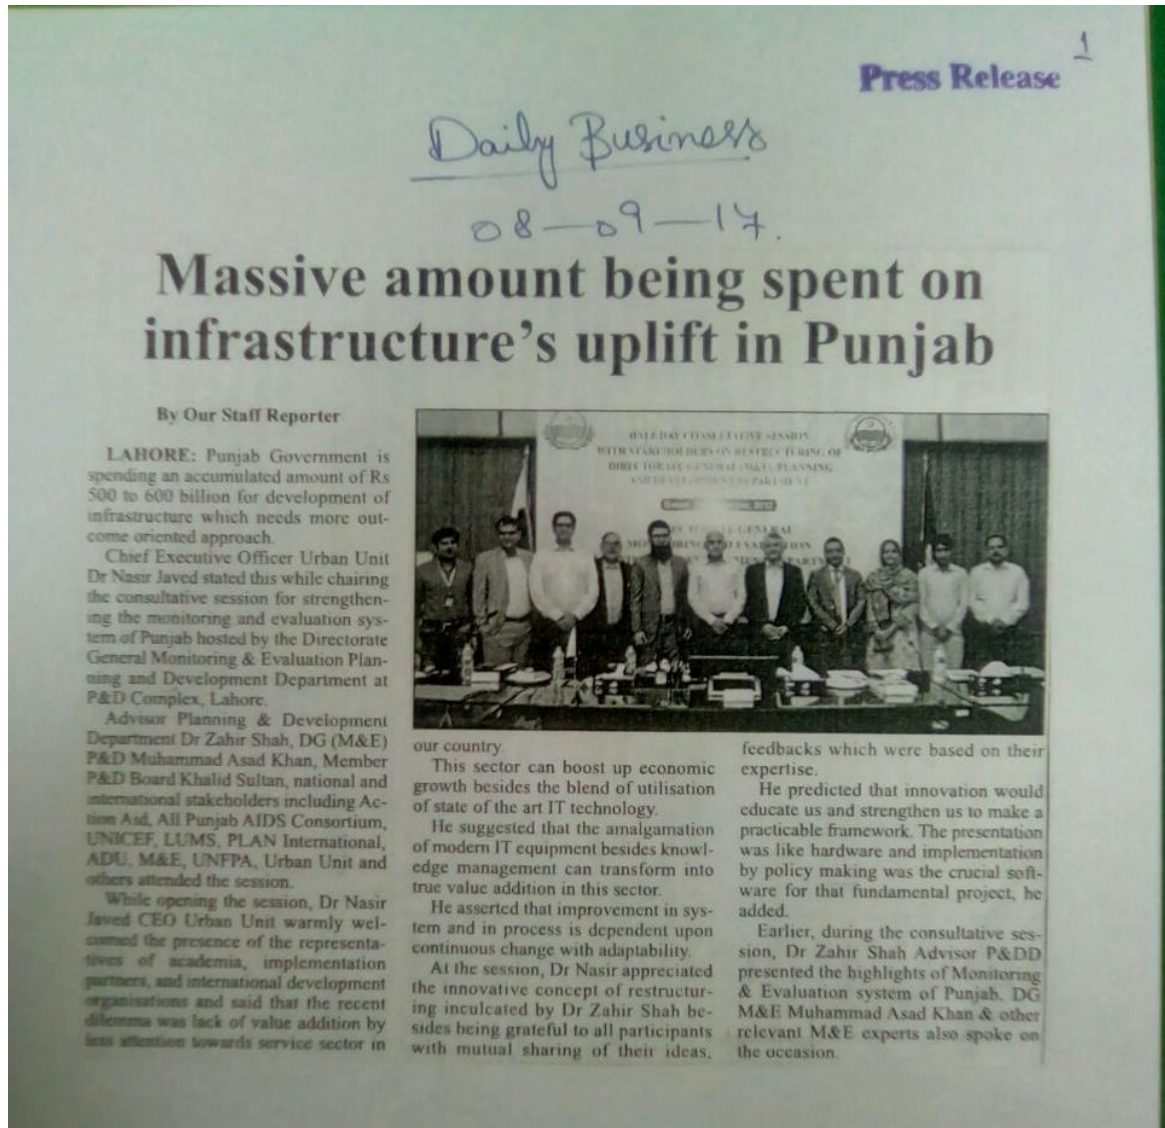 1
Press Release
Daily Business
08-09-17.
Massive amount being spent on
infrastructure's uplift in Punjab
By Our Staff Reporter
LAHORE: Punjab Government is
spending an accumulated amount of Rs
500 to 600 billion for development of
infrastructure which needs more out-
come oriented approach.
Chief Executive Officer Urban Unit
Dr Nasir Javed stated this while chairing
the consultative session for strengthen-
ing the monitoring and evaluation sys-
tem of Punjab hosted by the Directorate
General Monitoring & Evaluation Plan-
ning and Development Department at
P&D Complex, Lahore.
Advisor Planning & Development
Department Dr Zahir Shah, DG (M&E)
P&D Muhammad Asad Khan, Member
P&D Board Khalid Sultan, national and
international stakeholders including Ac-
tion Aid, All Punjab AIDS Consortium,
UNICEF, LUMS, PLAN International,
ADU, M&E, UNFPA, Urban Unit and
others attended the session.
While opening the session, Dr Nasir
Javed CEO Urban Unit warmly wel-
comed the presence of the representa-
tives of academia, implementation
partners, and international development
organisations and said that the recent
dilemma was lack of value addition by
less attention towards service sector in
HALF DAY CONSULTATIVE SESSION
WITH STAKEHOLDERS ON RESTRUCTURING OF
DIRECTORATE GENERAL (M&E), PLANNING
AND DEVELOPMENT DEPARTMENT
GENERAL
our country.
This sector can boost up economic
growth besides the blend of utilisation
of state of the art IT technology.
He suggested that the amalgamation
of modern IT equipment besides knowl-
edge management can transform into
true value addition in this sector.
He asserted that improvement in sys-
tem and in process is dependent upon
continuous change with adaptability.
At the session, Dr Nasir appreciated
the innovative concept of restructur-
ing inculcated by Dr Zahir Shah be-
sides being grateful to all participants
with mutual sharing of their ideas,
feedbacks which were based on their
expertise.
He predicted that innovation would
educate us and strengthen us to make a
practicable framework. The presentation
was like hardware and implementation
by policy making was the crucial soft-
ware for that fundamental project, he
added.
Earlier, during the consultative ses-
sion, Dr Zahir Shah Advisor P&DD
presented the highlights of Monitoring
& Evaluation system of Punjab. DG
M&E Muhammad Asad Khan & other
relevant M&E experts also spoke on
the occasion.